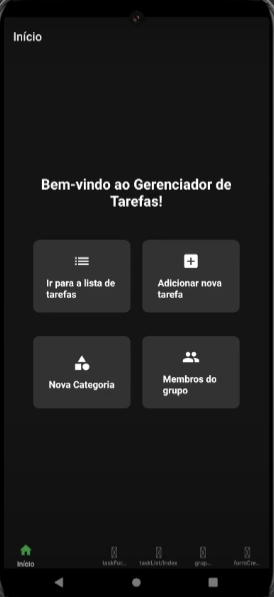 Início
Bem-vindo ao Gerenciador de
Tarefas!
Ir para a lista de
tarefas
Adicionar nova
tarefa
Nova Categoria
Membros do
grupo
Início
taskFor...
taskList/index
grup...
formCre...